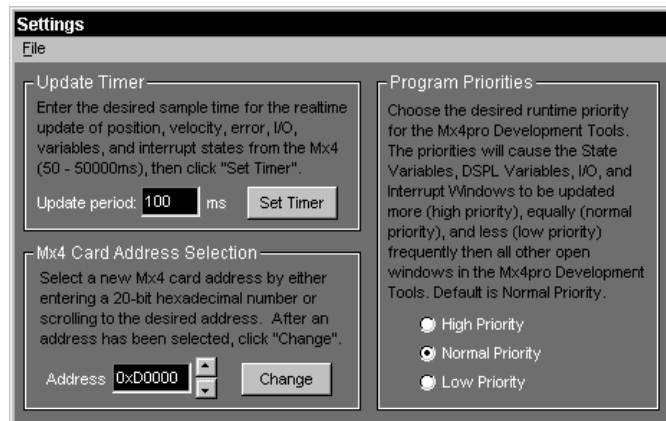 Settings
File
Update Timer
Enter the desired sample time for the realtime
update of position, velocity, error, I/O,
variables, and interrupt states from the Mx4
(50 - 50000ms), then click "Set Timer".
Update period: 100 ms Set Timer
Mx4 Card Address Selection
Select a new Mx4 card address by either
entering a 20-bit hexadecimal number or
scrolling to the desired address. After an
address has been selected, click "Change".
Address 0xD0000 Change
Program Priorities
Choose the desired runtime priority
for the Mx4pro Development Tools.
The priorities will cause the State
Variables, DSPL Variables, I/O, and
Interrupt Windows to be updated
more (high priority), equally (normal
priority), and less (low priority)
frequently then all other open
windows in the Mx4pro Development
Tools. Default is Normal Priority.
High Priority
Normal Priority
Low Priority